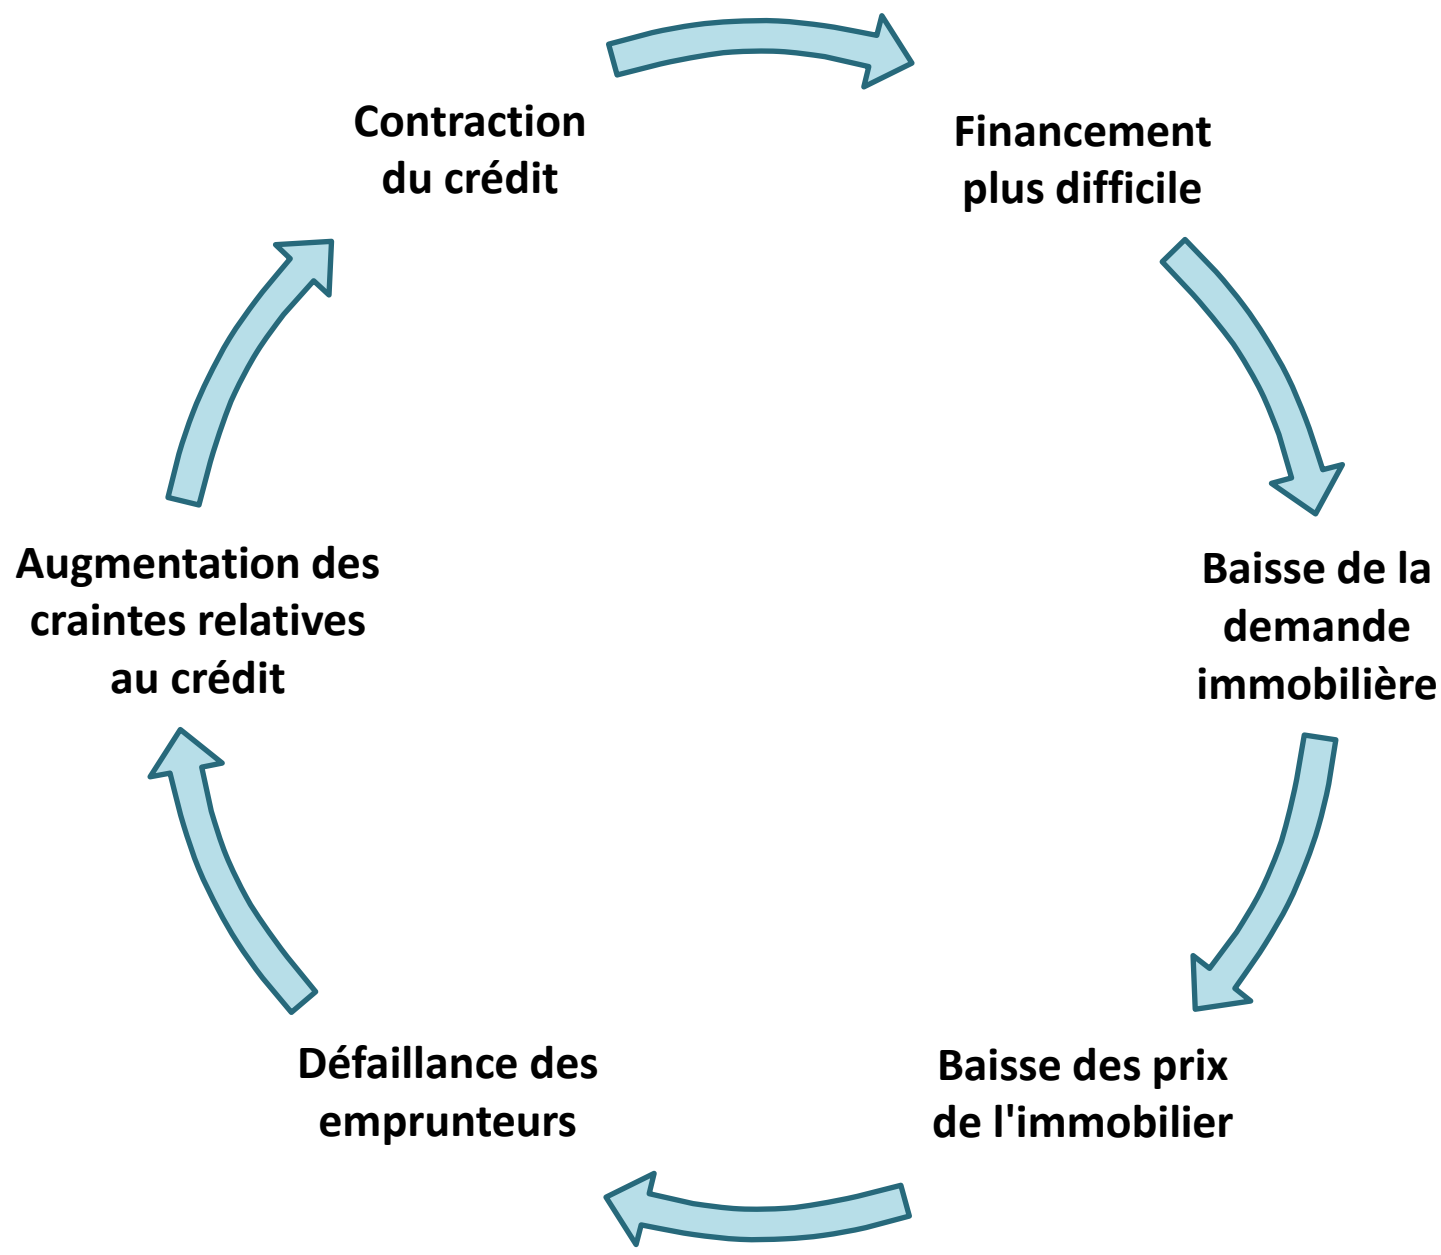 Contraction
du crédit
Financement
plus difficile
Baisse de la
demande
immobilière
Baisse des prix
de l'immobilier
Défaillance des
emprunteurs
Augmentation des
craintes relatives
au crédit